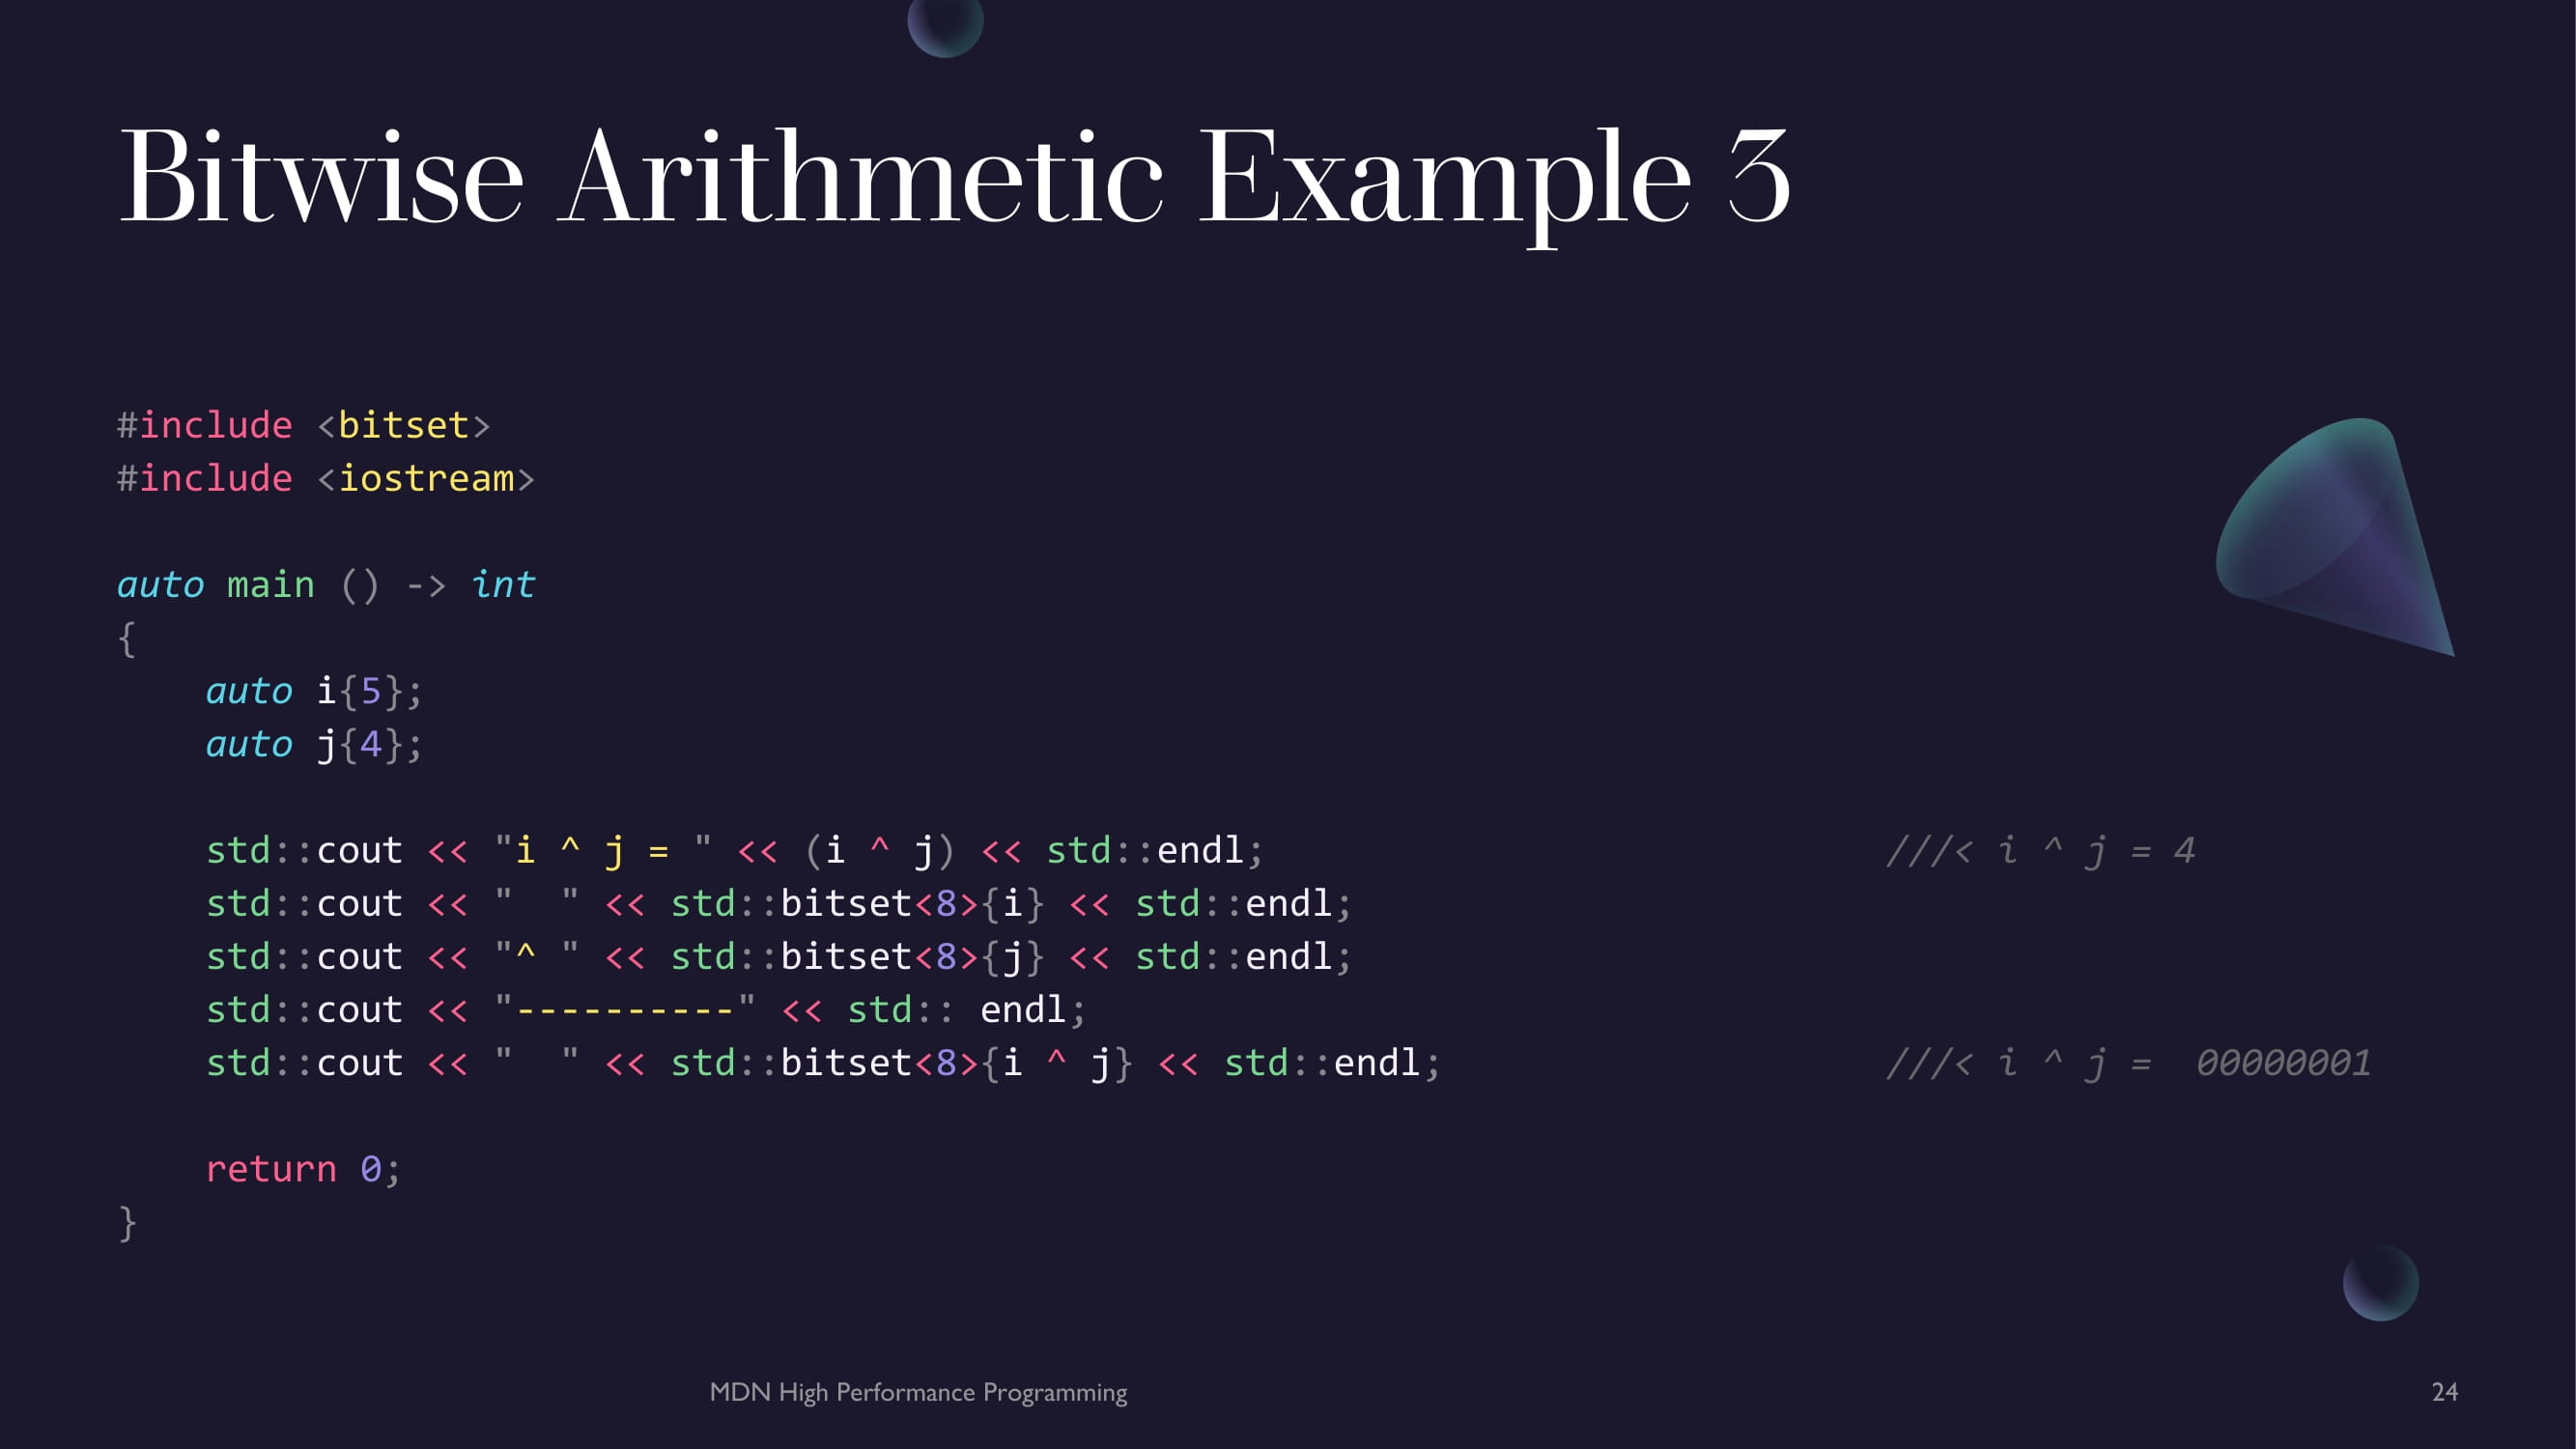 Bitwise Arithmetic Example 3
#include <bitset>
#include <iostream>
auto main () -> int
{
    auto i{5};
    auto j{4};
    std::cout << "i ^ j = " << (i ^ j) << std::endl; ///< i ^ j = 4
    std::cout << "  " << std::bitset<8>{i} << std::endl;
    std::cout << "^ " << std::bitset<8>{j} << std::endl;
    std::cout << "----------" << std:: endl;
    std::cout << "  " << std::bitset<8>{i ^ j} << std::endl; ///< i ^ j =  00000001
    return 0;
}
MDN High Performance Programming
24